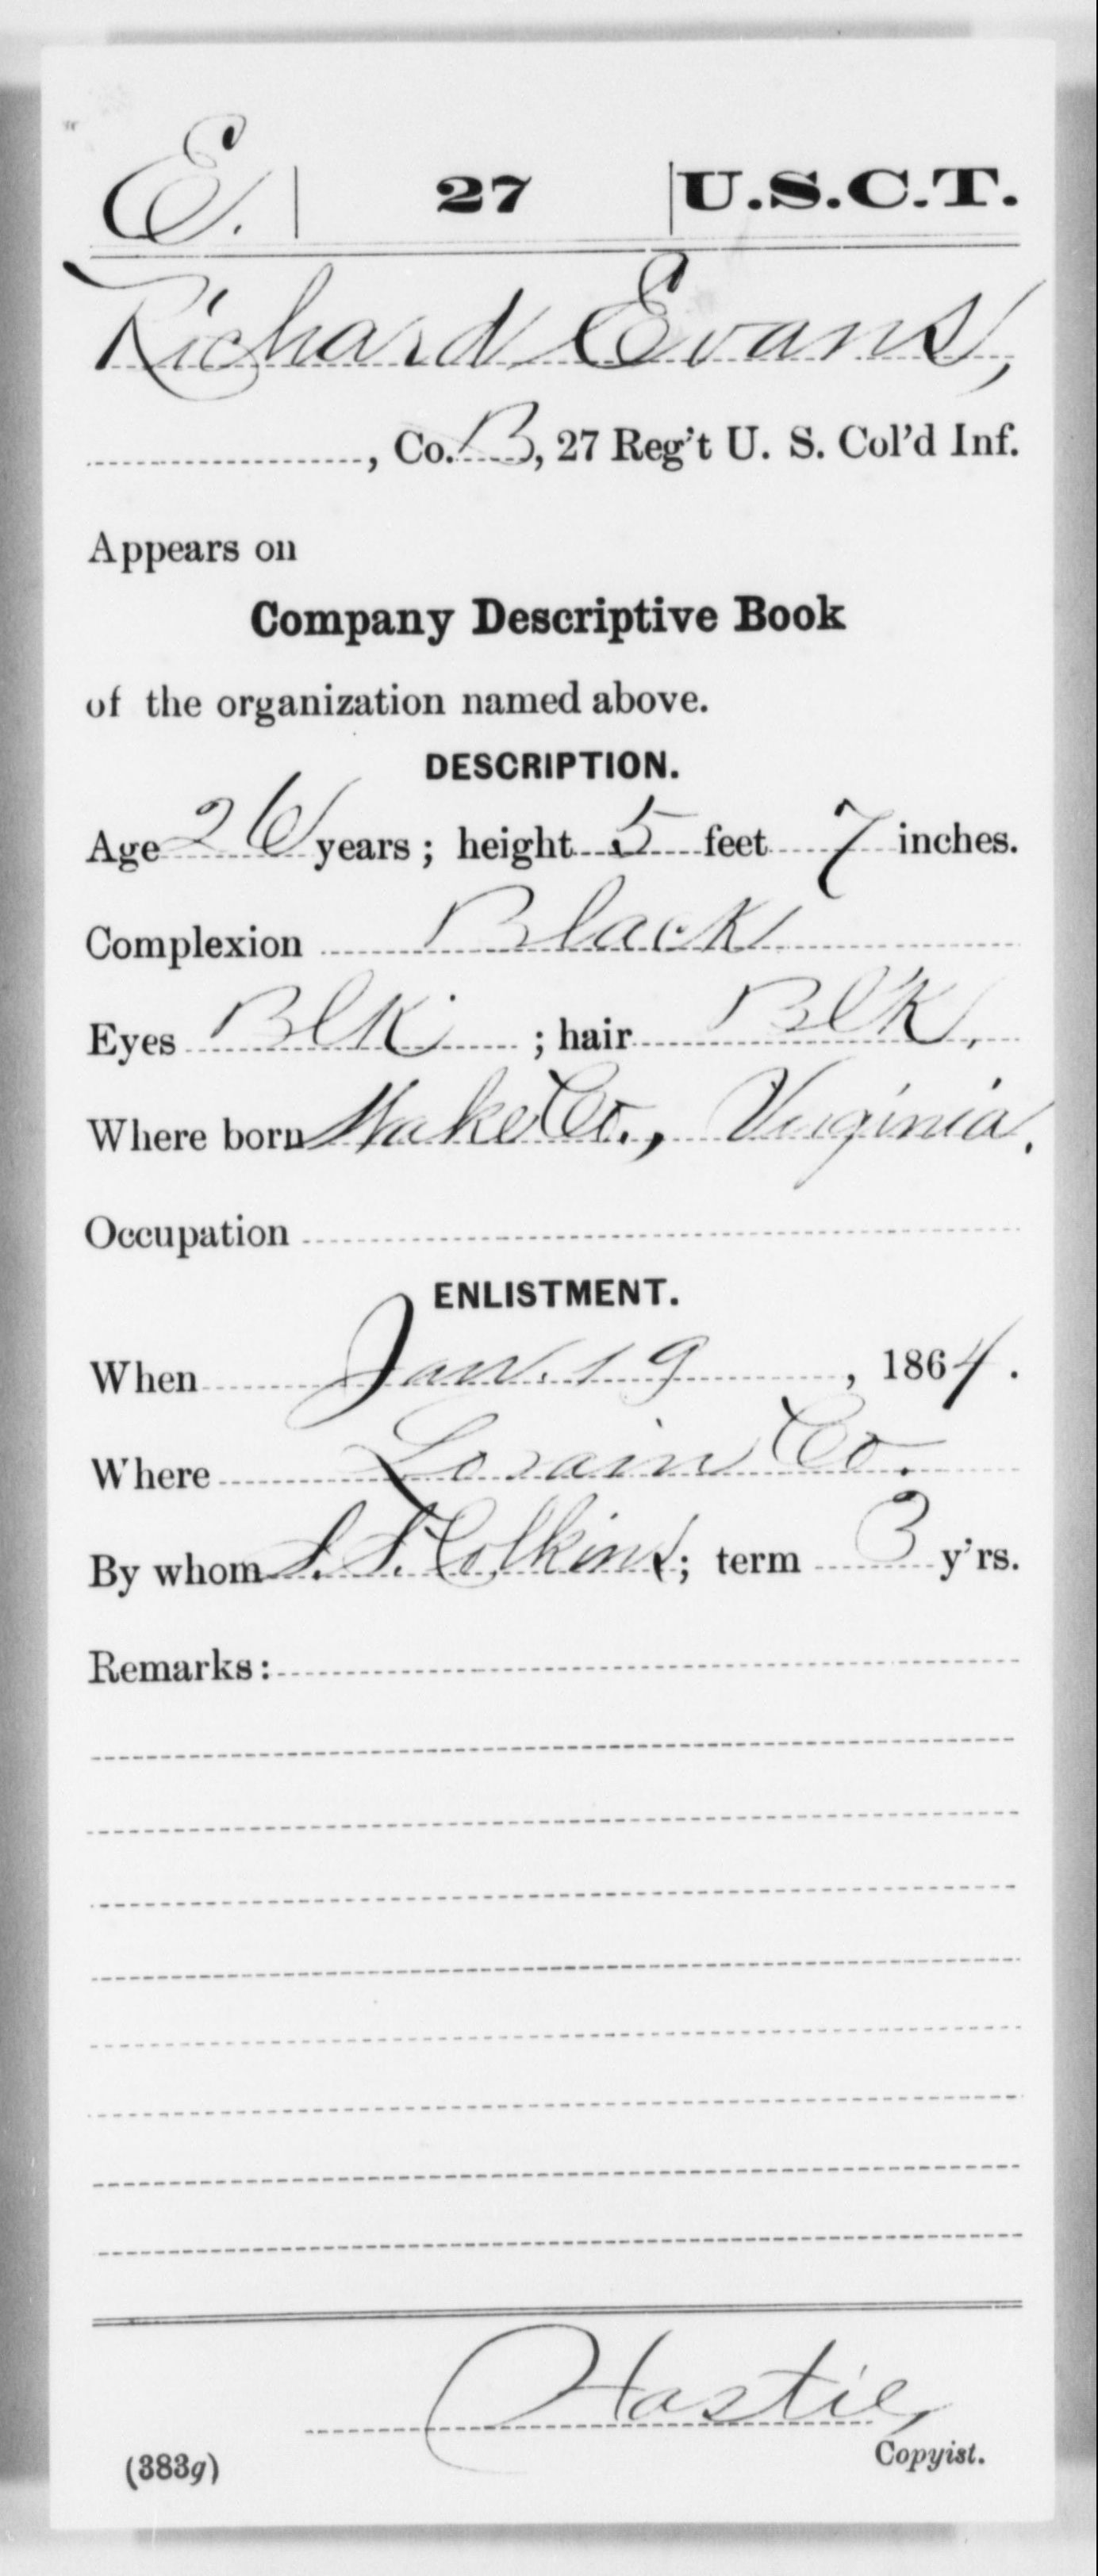 E. | 27 | U.S.C.T.
Richard Evans,
, Co. B, 27 Reg't U. S. Col'd Inf.
Appears on
Company Descriptive Book
of the organization named above.
DESCRIPTION.
Age 26 years; height 5 feet 7 inches.
Complexion Black
Eyes Blk ; hair Blk,
Where born Wake Co., Virginia.
Occupation
ENLISTMENT.
When Jan. 19, 1864.
Where Lorain Co.
By whom S. S. Colkins; term 3 y'rs.
Remarks:
Hastie
Copyist.
(383g)